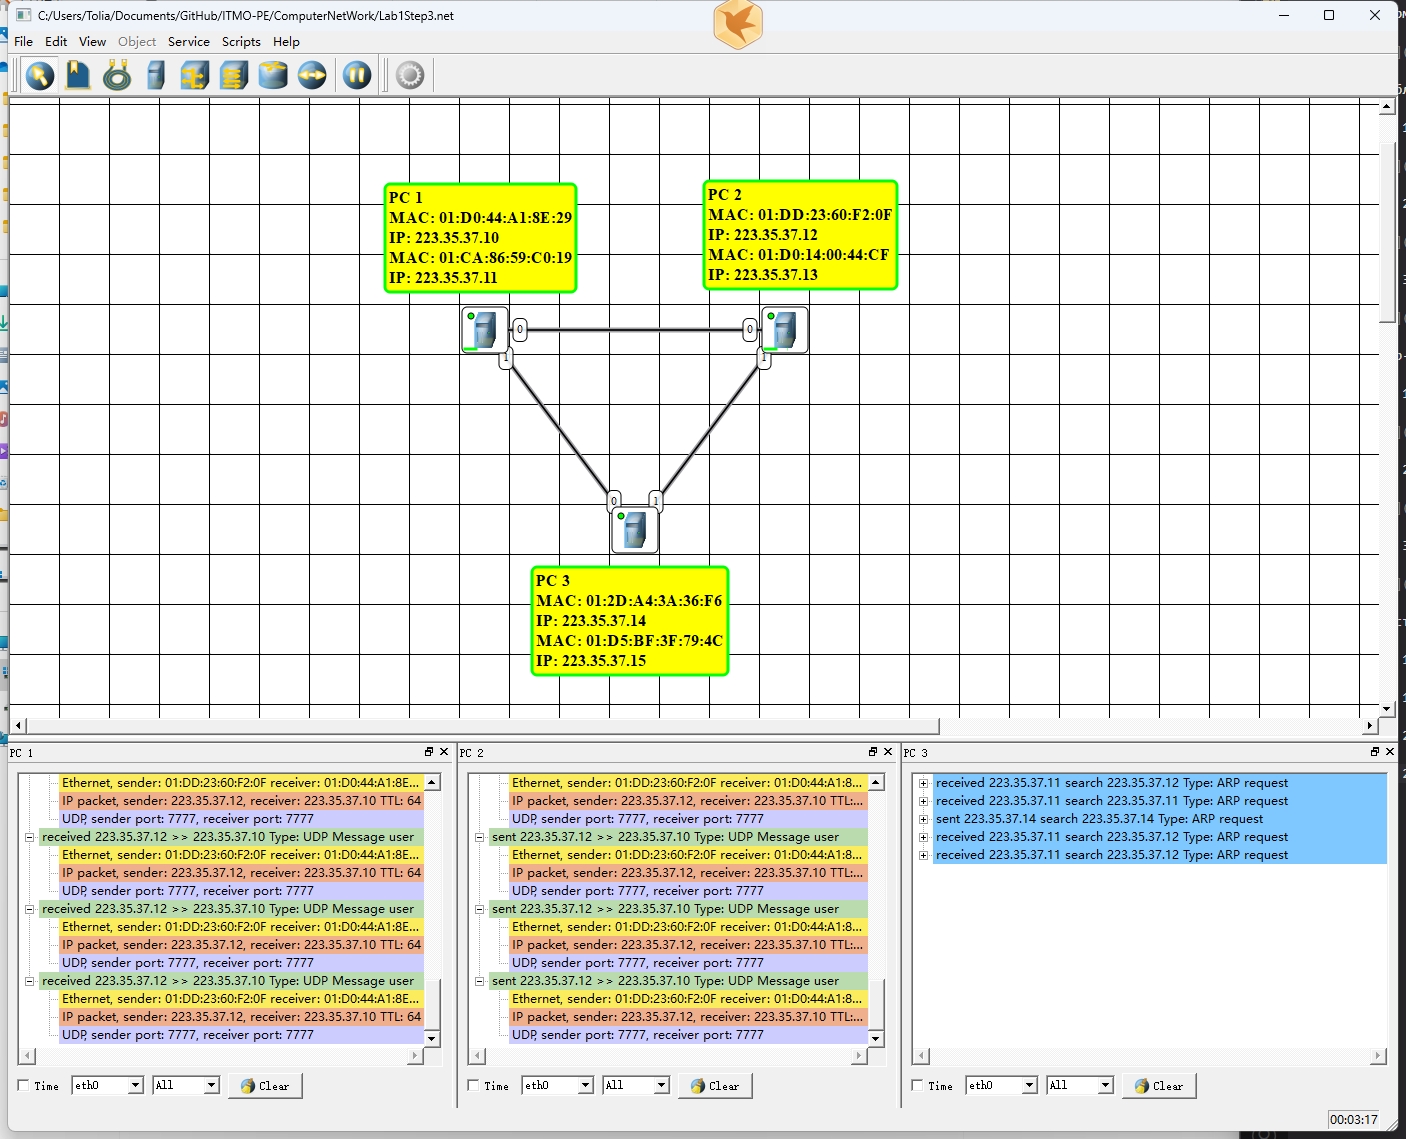 C:/Users/Tolia/Documents/GitHub/ITMO-PE/ComputerNetWork/Lab1Step3.net
File Edit View Object Service Scripts Help
PC 1
MAC: 01:D0:44:A1:8E:29
IP: 223.35.37.10
MAC: 01:CA:86:59:C0:19
IP: 223.35.37.11
PC 2
MAC: 01:DD:23:60:F2:0F
IP: 223.35.37.12
MAC: 01:D0:14:00:44:CF
IP: 223.35.37.13
0
0
1
1
0
1
PC 3
MAC: 01:2D:A4:3A:36:F6
IP: 223.35.37.14
MAC: 01:D5:BF:3F:79:4C
IP: 223.35.37.15
PC 1
Ethernet, sender: 01:DD:23:60:F2:0F receiver: 01:D0:44:A1:8E...
IP packet, sender: 223.35.37.12, receiver: 223.35.37.10 TTL: 64
UDP, sender port: 7777, receiver port: 7777
received 223.35.37.12 >> 223.35.37.10 Type: UDP Message user
Ethernet, sender: 01:DD:23:60:F2:0F receiver: 01:D0:44:A1:8E...
IP packet, sender: 223.35.37.12, receiver: 223.35.37.10 TTL: 64
UDP, sender port: 7777, receiver port: 7777
received 223.35.37.12 >> 223.35.37.10 Type: UDP Message user
Ethernet, sender: 01:DD:23:60:F2:0F receiver: 01:D0:44:A1:8E...
IP packet, sender: 223.35.37.12, receiver: 223.35.37.10 TTL: 64
UDP, sender port: 7777, receiver port: 7777
received 223.35.37.12 >> 223.35.37.10 Type: UDP Message user
Ethernet, sender: 01:DD:23:60:F2:0F receiver: 01:D0:44:A1:8E...
IP packet, sender: 223.35.37.12, receiver: 223.35.37.10 TTL: 64
UDP, sender port: 7777, receiver port: 7777
Time eth0 All Clear
PC 2
Ethernet, sender: 01:DD:23:60:F2:0F receiver: 01:D0:44:A1:8...
IP packet, sender: 223.35.37.12, receiver: 223.35.37.10 TTL:...
UDP, sender port: 7777, receiver port: 7777
sent 223.35.37.12 >> 223.35.37.10 Type: UDP Message user
Ethernet, sender: 01:DD:23:60:F2:0F receiver: 01:D0:44:A1:8...
IP packet, sender: 223.35.37.12, receiver: 223.35.37.10 TTL:...
UDP, sender port: 7777, receiver port: 7777
sent 223.35.37.12 >> 223.35.37.10 Type: UDP Message user
Ethernet, sender: 01:DD:23:60:F2:0F receiver: 01:D0:44:A1:8...
IP packet, sender: 223.35.37.12, receiver: 223.35.37.10 TTL:...
UDP, sender port: 7777, receiver port: 7777
sent 223.35.37.12 >> 223.35.37.10 Type: UDP Message user
Ethernet, sender: 01:DD:23:60:F2:0F receiver: 01:D0:44:A1:8...
IP packet, sender: 223.35.37.12, receiver: 223.35.37.10 TTL:...
UDP, sender port: 7777, receiver port: 7777
Time eth0 All Clear
PC 3
received 223.35.37.11 search 223.35.37.12 Type: ARP request
received 223.35.37.11 search 223.35.37.11 Type: ARP request
sent 223.35.37.14 search 223.35.37.14 Type: ARP request
received 223.35.37.11 search 223.35.37.12 Type: ARP request
received 223.35.37.11 search 223.35.37.12 Type: ARP request
Time eth0 All Clear
00:03:17